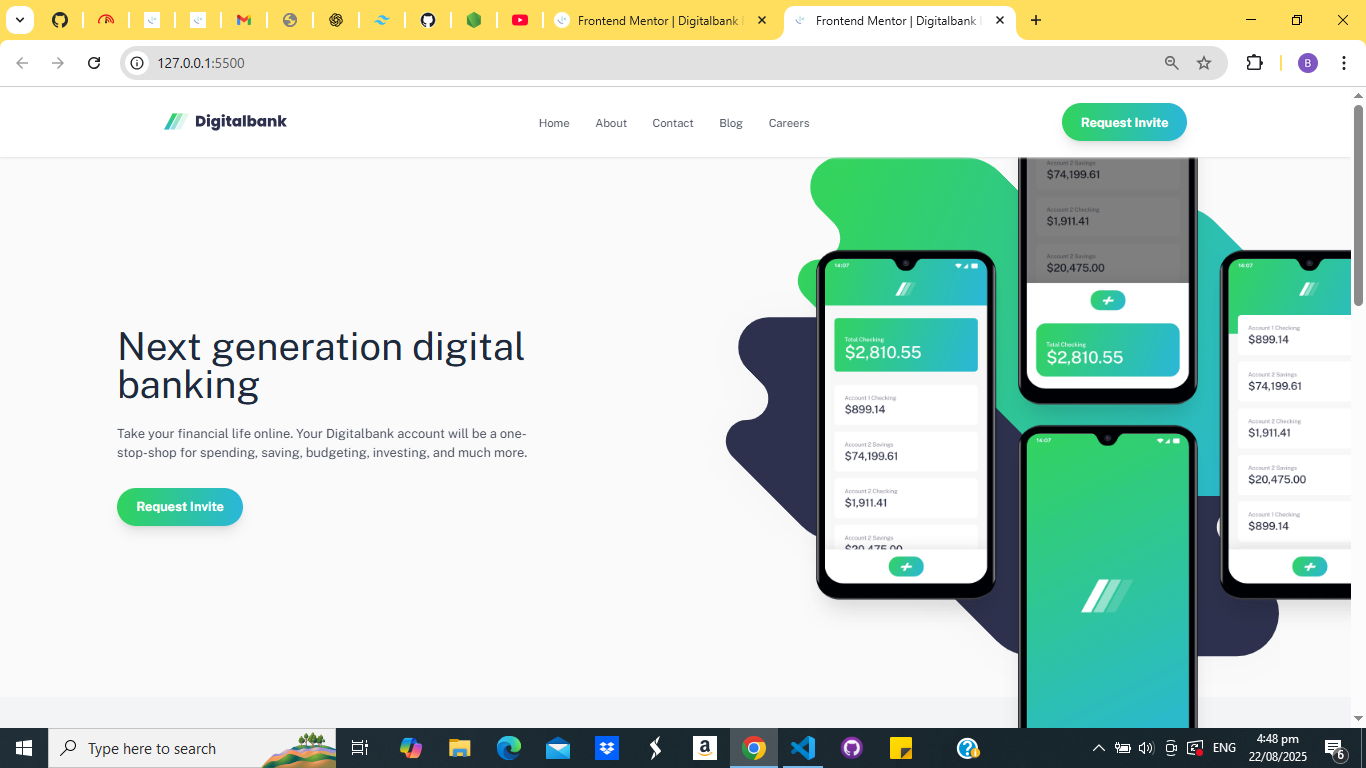 Frontend Mentor | Digitalbank
Frontend Mentor | Digitalbank
127.0.0.1:5500
B
Digitalbank
Home
About
Contact
Blog
Careers
Request Invite
Next generation digital
banking
Take your financial life online. Your Digitalbank account will be a one-
stop-shop for spending, saving, budgeting, investing, and much more.
Request Invite
14:07
Total Checking
$2,810.55
Account 1 Checking
$899.14
Account 2 Savings
$74,199.61
Account 2 Checking
$1,911.41
Account 2 Savings
$20,475.00
Account 2 Savings
$74,199.61
Account 2 Checking
$1,911.41
Account 2 Savings
$20,475.00
Total Checking
$2,810.55
14:07
14:07
Account 1 Checking
$899.14
Account 2 Savings
$74,199.61
Account 2 Checking
$1,911.41
Account 2 Savings
$20,475.00
Account 1 Checking
$899.14
Type here to search
ENG
4:48 pm
22/08/2025
6